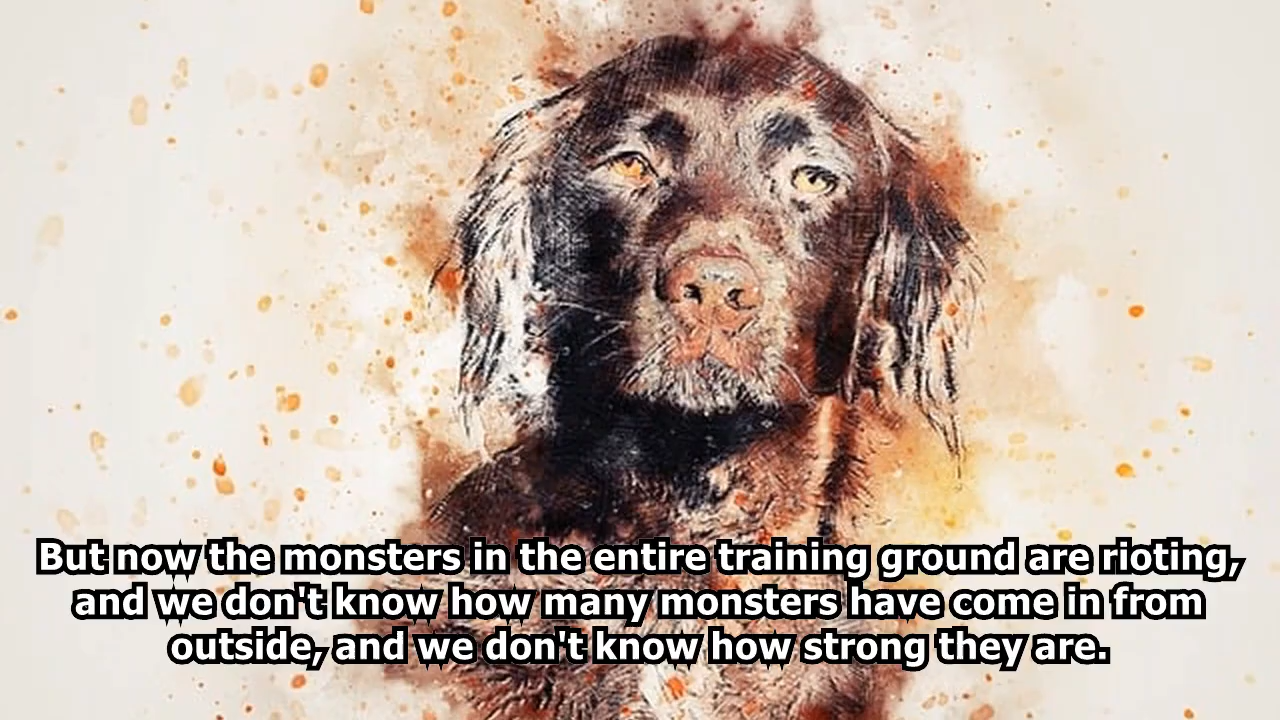 But now the monsters in the entire training ground are rioting,
and we don't know how many monsters have come in from
outside, and we don't know how strong they are.